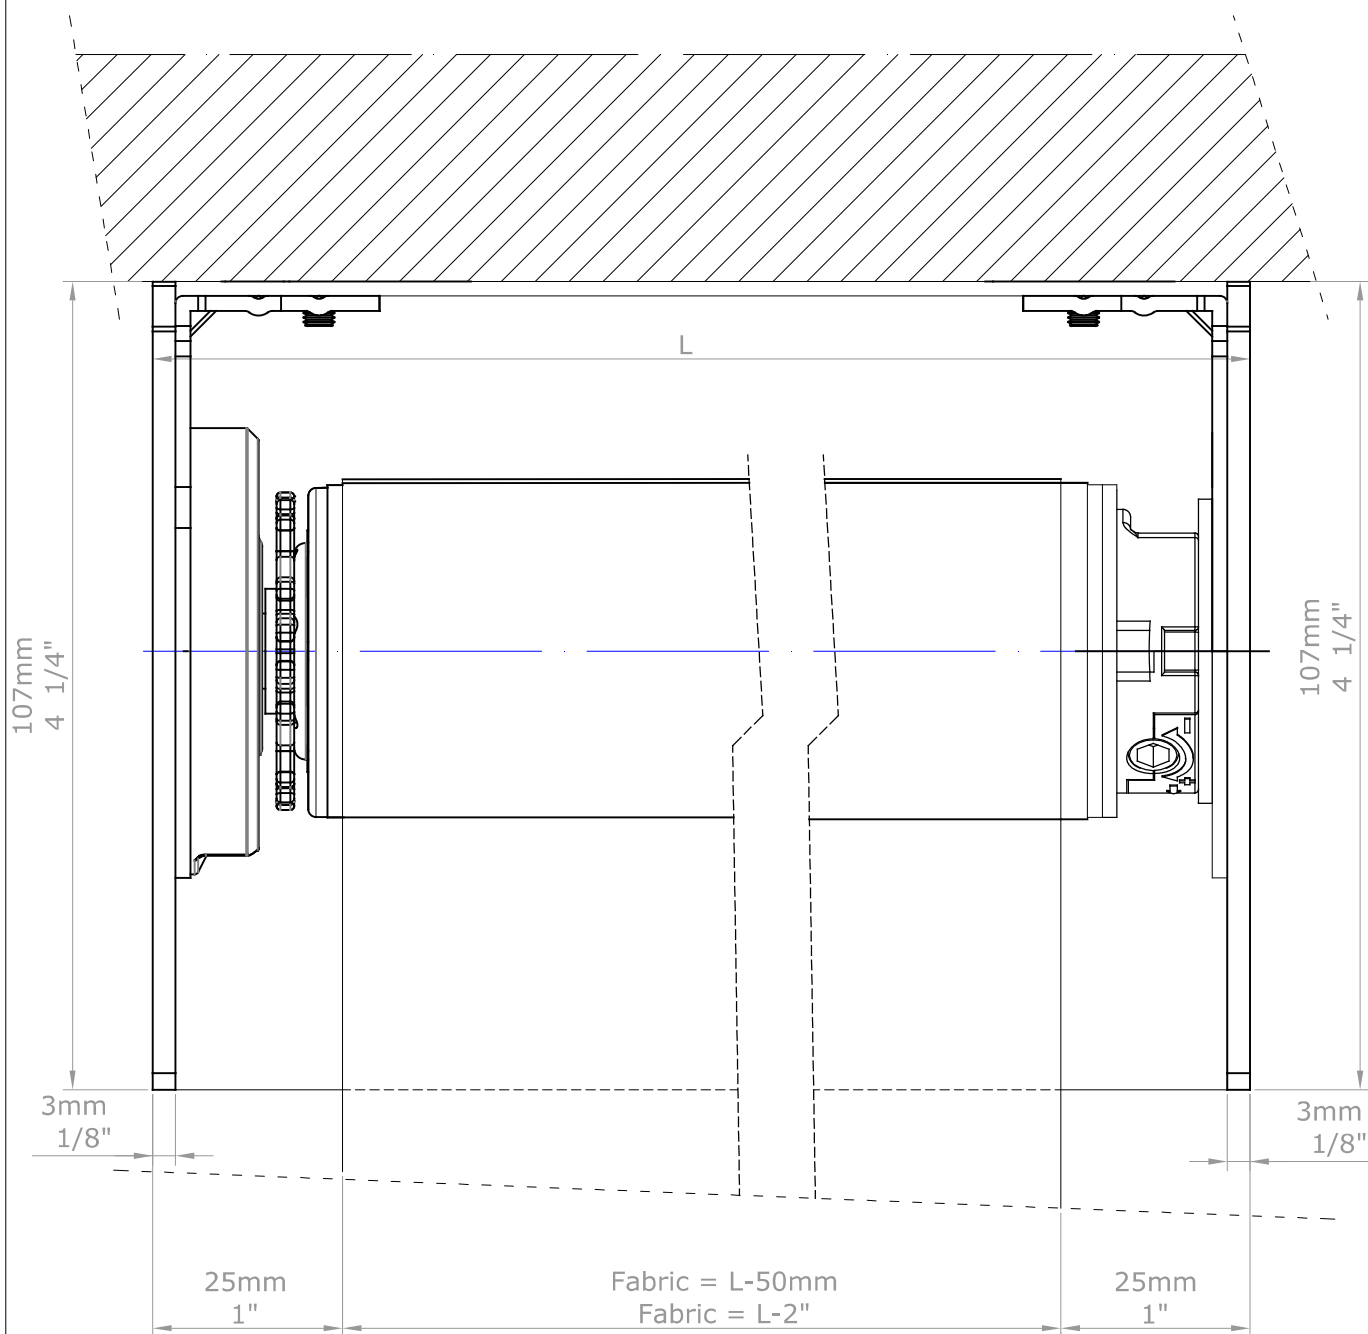 L
107mm
4 1/4"
107mm
4 1/4"
3mm
1/8"
3mm
1/8"
25mm
1"
Fabric = L-50mm
Fabric = L-2"
25mm
1"